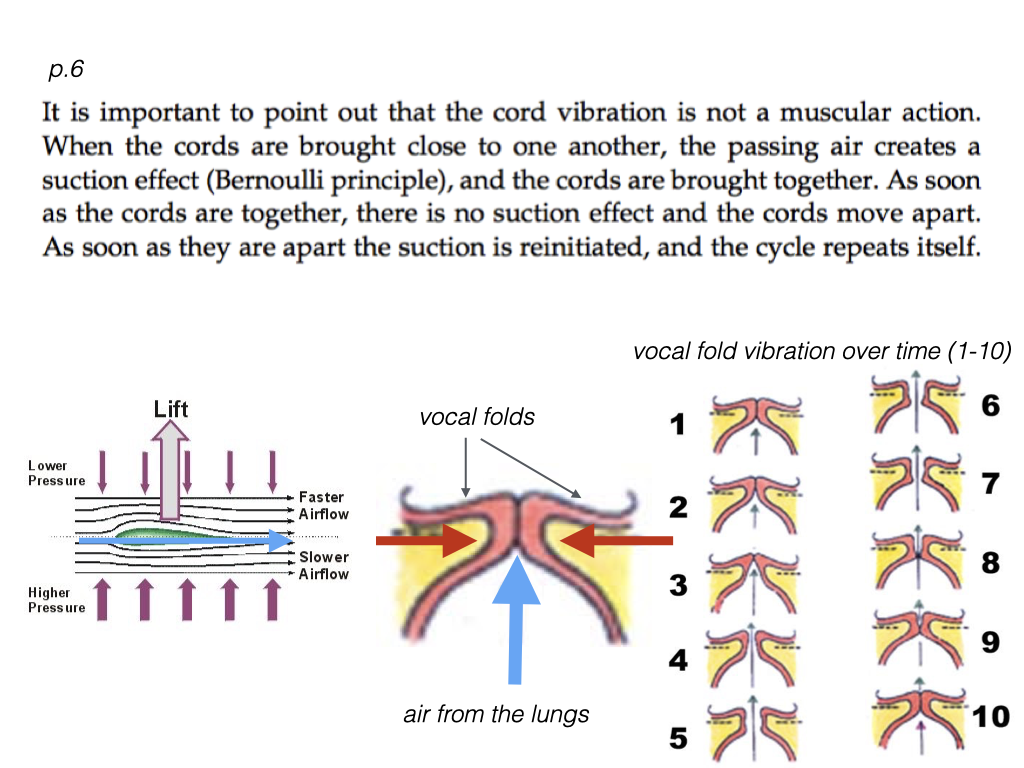 p.6
It is important to point out that the cord vibration is not a muscular action.
When the cords are brought close to one another, the passing air creates a
suction effect (Bernoulli principle), and the cords are brought together. As soon
as the cords are together, there is no suction effect and the cords move apart.
As soon as they are apart the suction is reinitiated, and the cycle repeats itself.
vocal fold vibration over time (1-10)
Lift
Lower
Pressure
Faster
Airflow
Slower
Airflow
Higher
Pressure
vocal folds
air from the lungs
1
2
3
4
5
6
7
8
9
10